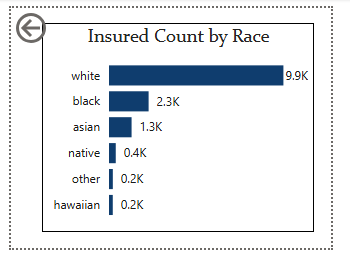 Insured Count by Race
white 9.9K
black 2.3K
asian 1.3K
native 0.4K
other 0.2K
hawaiian 0.2K